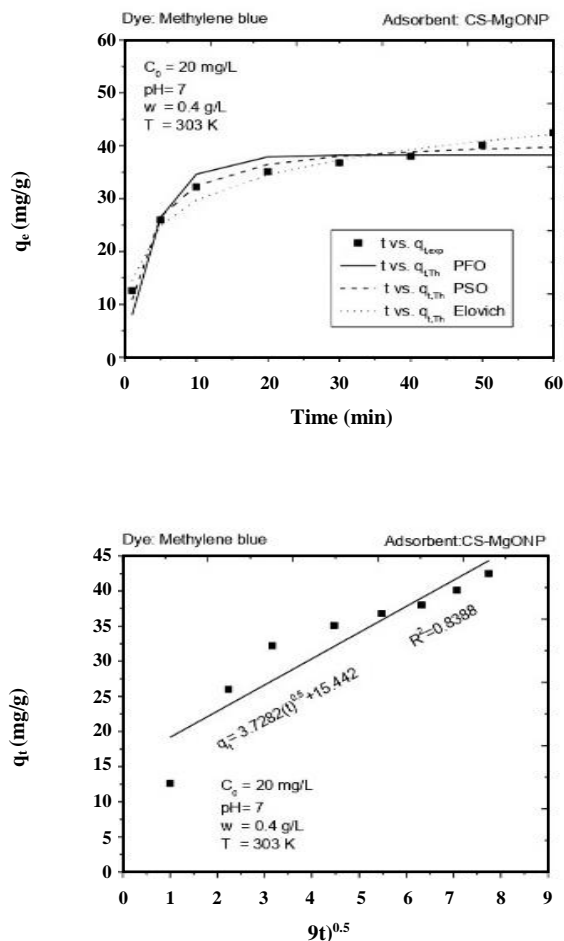 Dye: Methylene blue Adsorbent: CS-MgONP
60
50
40
30
20
10
0
C₀ = 20 mg/L
pH= 7
w = 0.4 g/L
T = 303 K
t vs. qt,exp
t vs. qt,Th PFO
t vs. qt,Th PSO
t vs. qt,Th Elovich
qe (mg/g)
0 10 20 30 40 50 60
Time (min)
Dye: Methylene blue Adsorbent:CS-MgONP
45
40
35
30
25
20
15
10
5
0
R²=0.8388
qt= 3.7282(t)^0.5+15.442
C₀ = 20 mg/L
pH= 7
w = 0.4 g/L
T = 303 K
qt (mg/g)
0 1 2 3 4 5 6 7 8 9
9t)^0.5